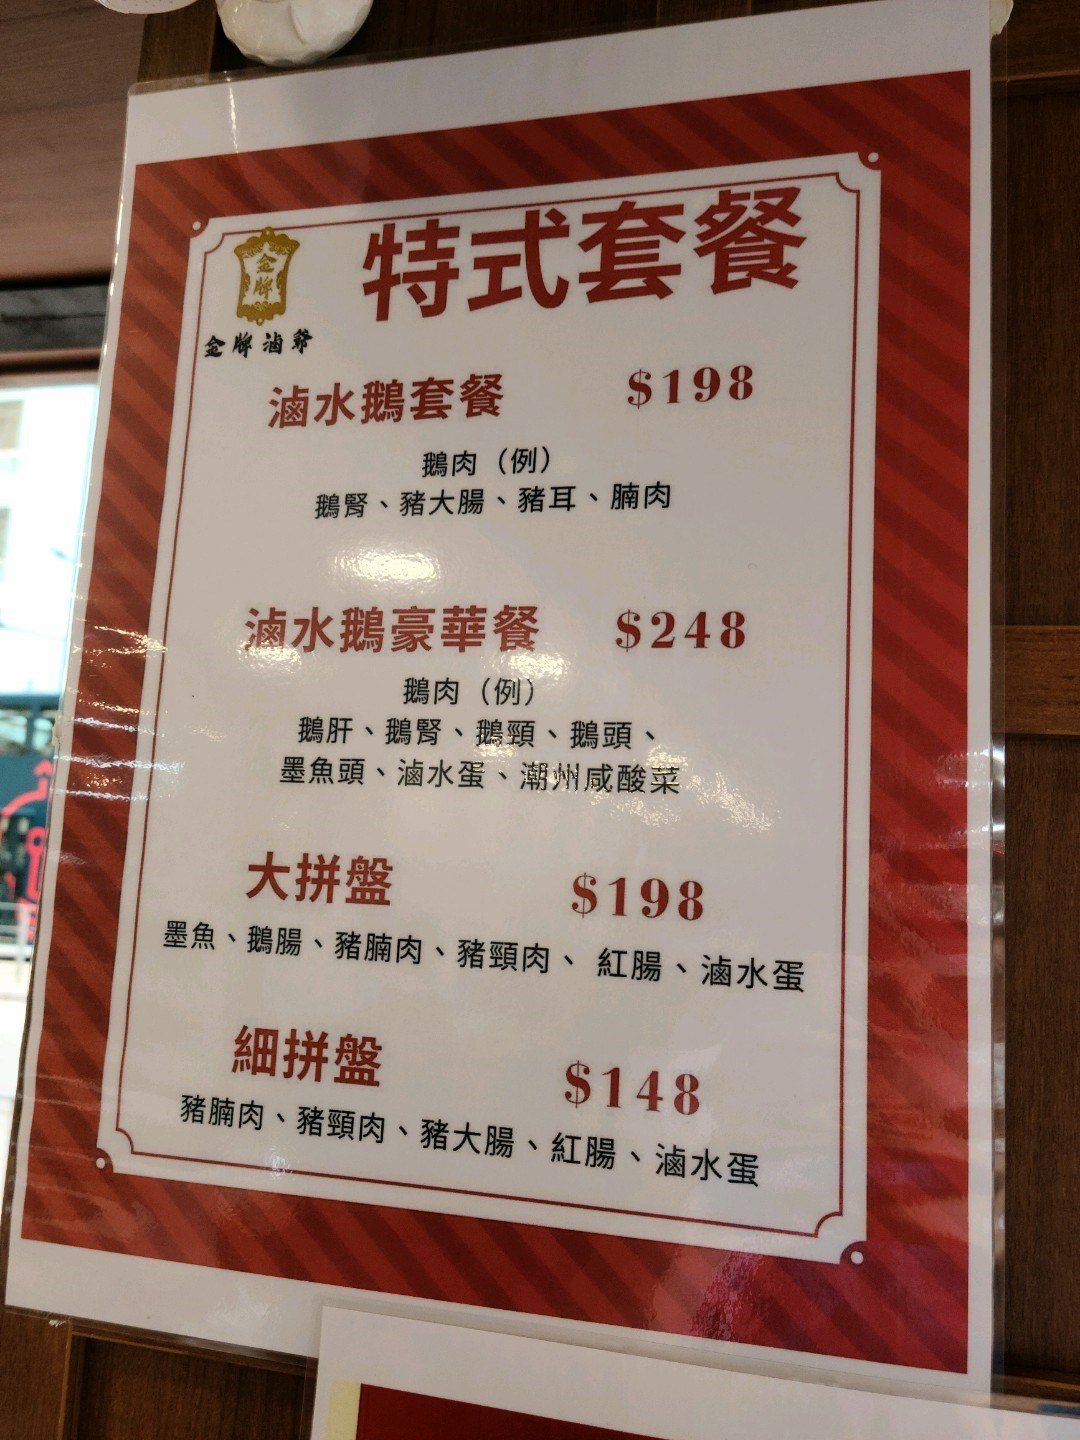 金牌
金牌滷爺
特式套餐
滷水鵝套餐 $198
鵝肉（例）
鵝腎、豬大腸、豬耳、腩肉
滷水鵝豪華餐 $248
鵝肉（例）
鵝肝、鵝腎、鵝頸、鵝頭、
墨魚頭、滷水蛋、潮州咸酸菜
大拼盤 $198
墨魚、鵝腸、豬腩肉、豬頸肉、紅腸、滷水蛋
細拼盤 $148
豬腩肉、豬頸肉、豬大腸、紅腸、滷水蛋